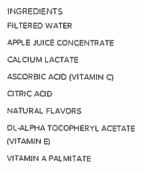 INGREDIENTS
FILTERED WATER
APPLE JUICE CONCENTRATE
CALCIUM LACTATE
ASCORBIC ACID (VITAMIN C)
CITRIC ACID
NATURAL FLAVORS
DL-ALPHA TOCOPHERYL ACETATE
(VITAMIN E)
VITAMIN A PALMITATE